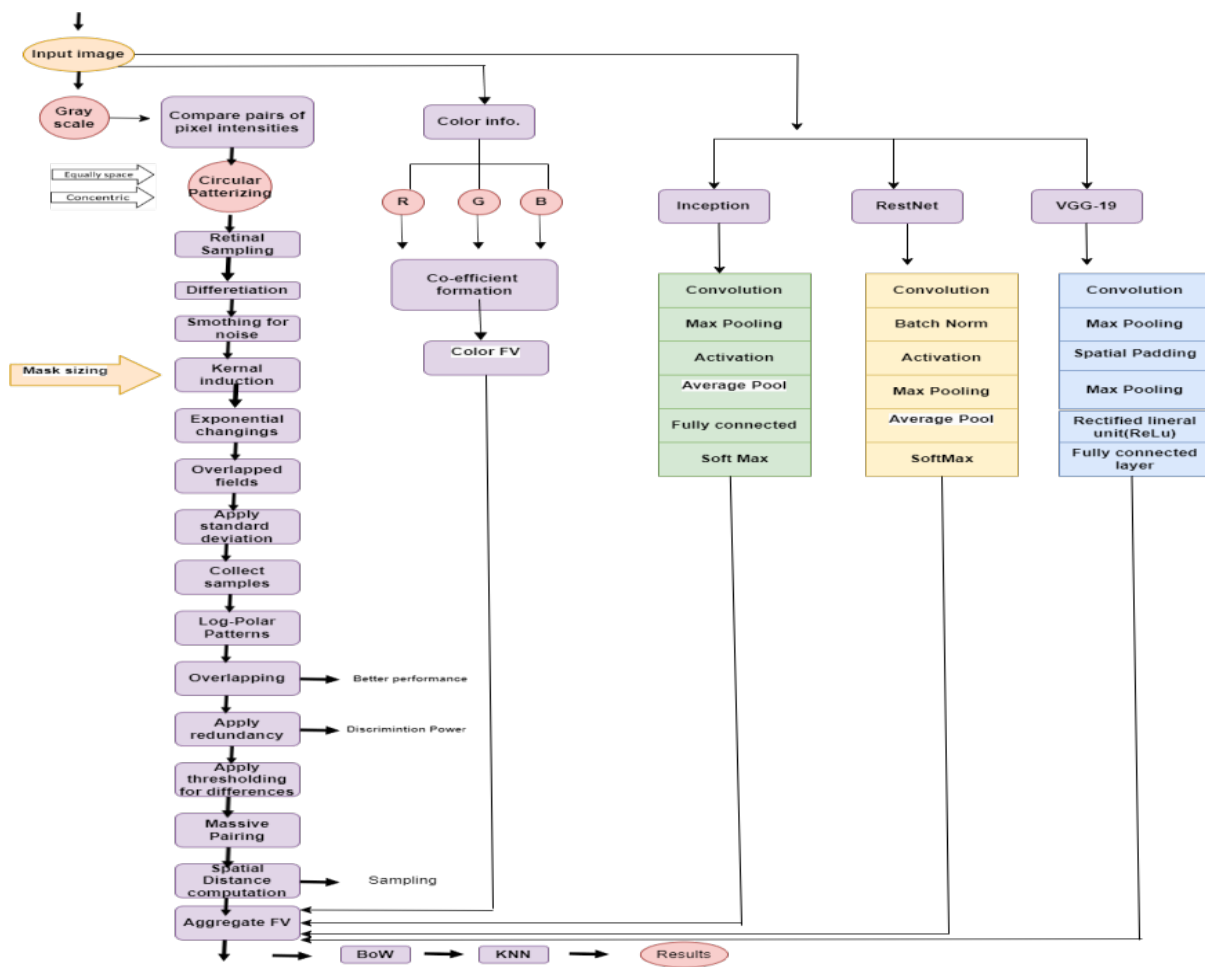 Input image
Gray
scale
Compare pairs of
pixel intensities
Equally space
Concentric
Circular
Patterizing
Retinal
Sampling
Differetiation
Smothing for
noise
Mask sizing
Kernal
induction
Exponential
changings
Overlapped
fields
Apply
standard
deviation
Collect
samples
Log-Polar
Patterns
Overlapping
Better performance
Apply
redundancy
Discrimintion Power
Apply
thresholding
for differences
Massive
Pairing
Spatial
Distance
computation
Sampling
Aggregate FV
Color info.
R
G
B
Co-efficient
formation
Color FV
Inception
Convolution
Max Pooling
Activation
Average Pool
Fully connected
Soft Max
RestNet
Convolution
Batch Norm
Activation
Max Pooling
Average Pool
SoftMax
VGG-19
Convolution
Max Pooling
Spatial Padding
Max Pooling
Rectified lineral
unit(ReLu)
Fully connected
layer
BoW
KNN
Results